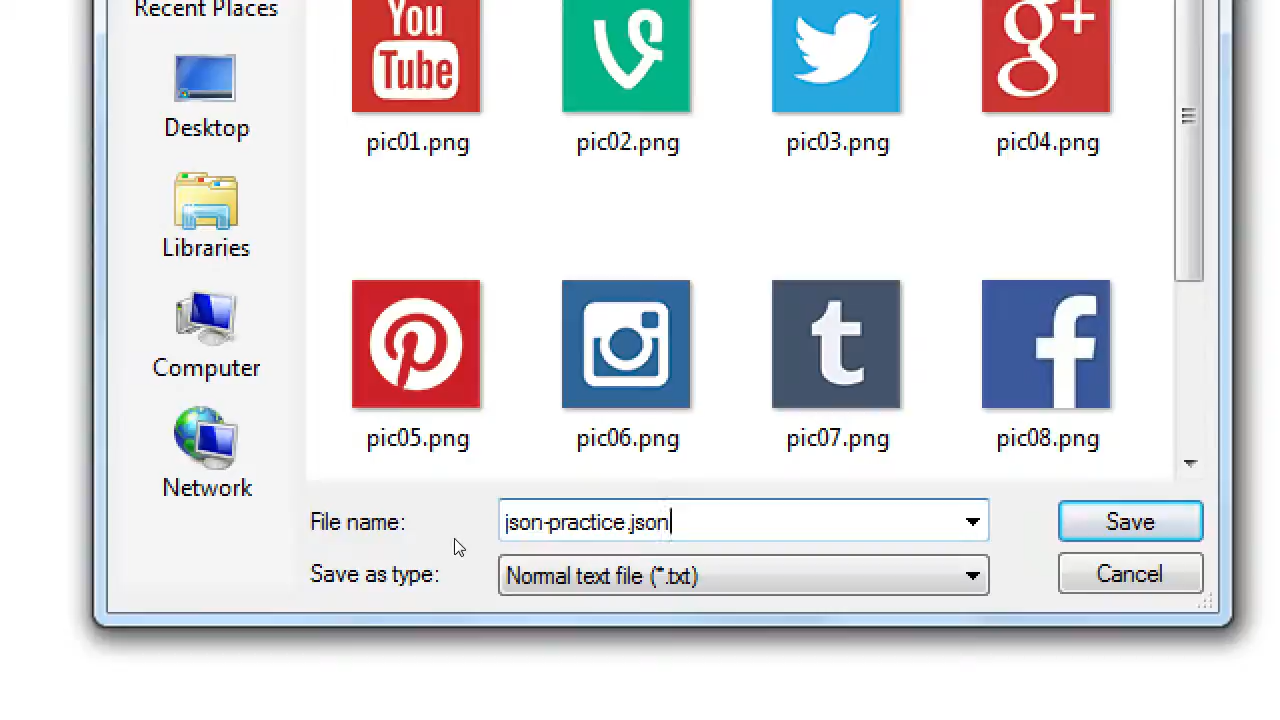 Recent Places
You
Tube
g+
pic01.png
pic02.png
pic03.png
pic04.png
Desktop
Libraries
t
f
Computer
pic05.png
pic06.png
pic07.png
pic08.png
Network
File name:
json-practice.json
Save
Save as type:
Normal text file (*.txt)
Cancel